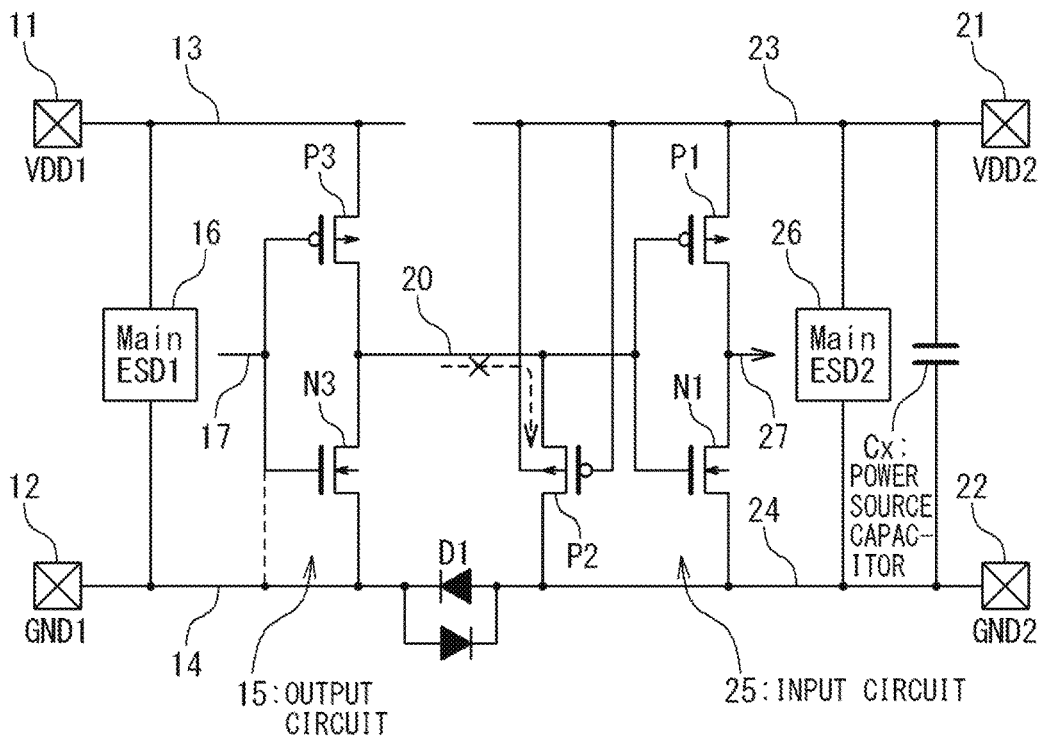 11
13
23
21
VDD1
P3
P1
VDD2
16
20
26
Main
ESD1
Main
ESD2
17
N3
N1
27
Cx:
POWER
SOURCE
CAPAC-
ITOR
12
22
24
D1
P2
GND1
GND2
14
15:OUTPUT
CIRCUIT
25:INPUT CIRCUIT